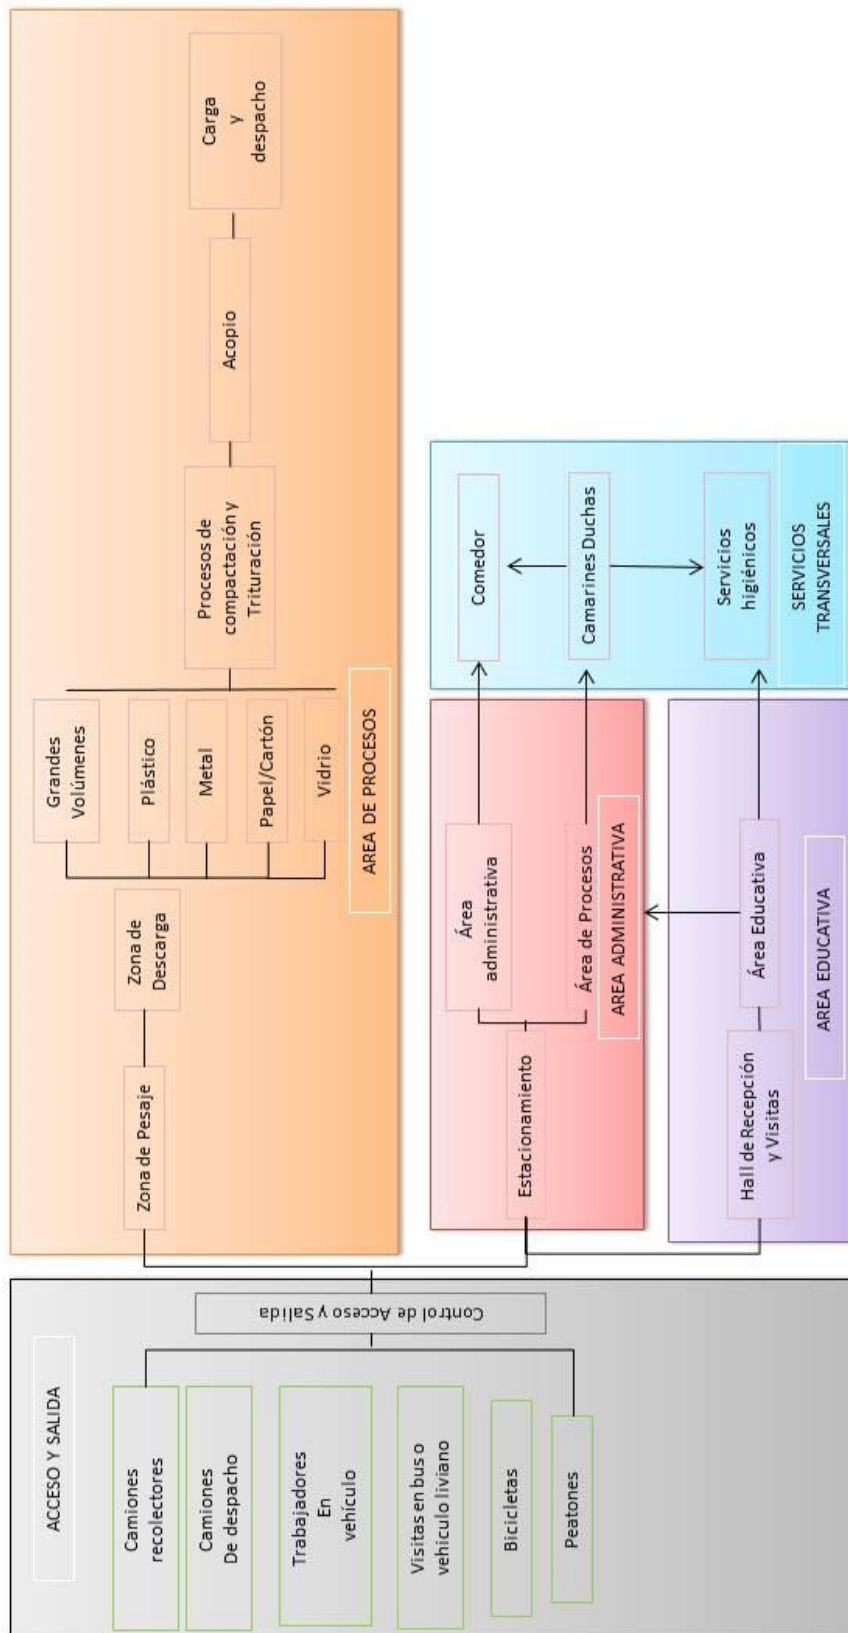 ACCESO Y SALIDA
Camiones
recolectores
Camiones
De despacho
Trabajadores
En
vehículo
Visitas en bus o
vehiculo liviano
Bicicletas
Peatones
Control de Acceso y Salida
Zona de Pesaje
Zona de
Descarga
Grandes
Volúmenes
Plástico
Metal
Papel/Cartón
Vidrio
Procesos de
compactación y
Trituración
Acopio
Carga
y
despacho
AREA DE PROCESOS
Estacionamiento
Área
administrativa
Área de Procesos
AREA ADMINISTRATIVA
Hall de Recepción
y Visitas
Área Educativa
AREA EDUCATIVA
Comedor
Camarines Duchas
Servicios
higiénicos
SERVICIOS
TRANSVERSALES